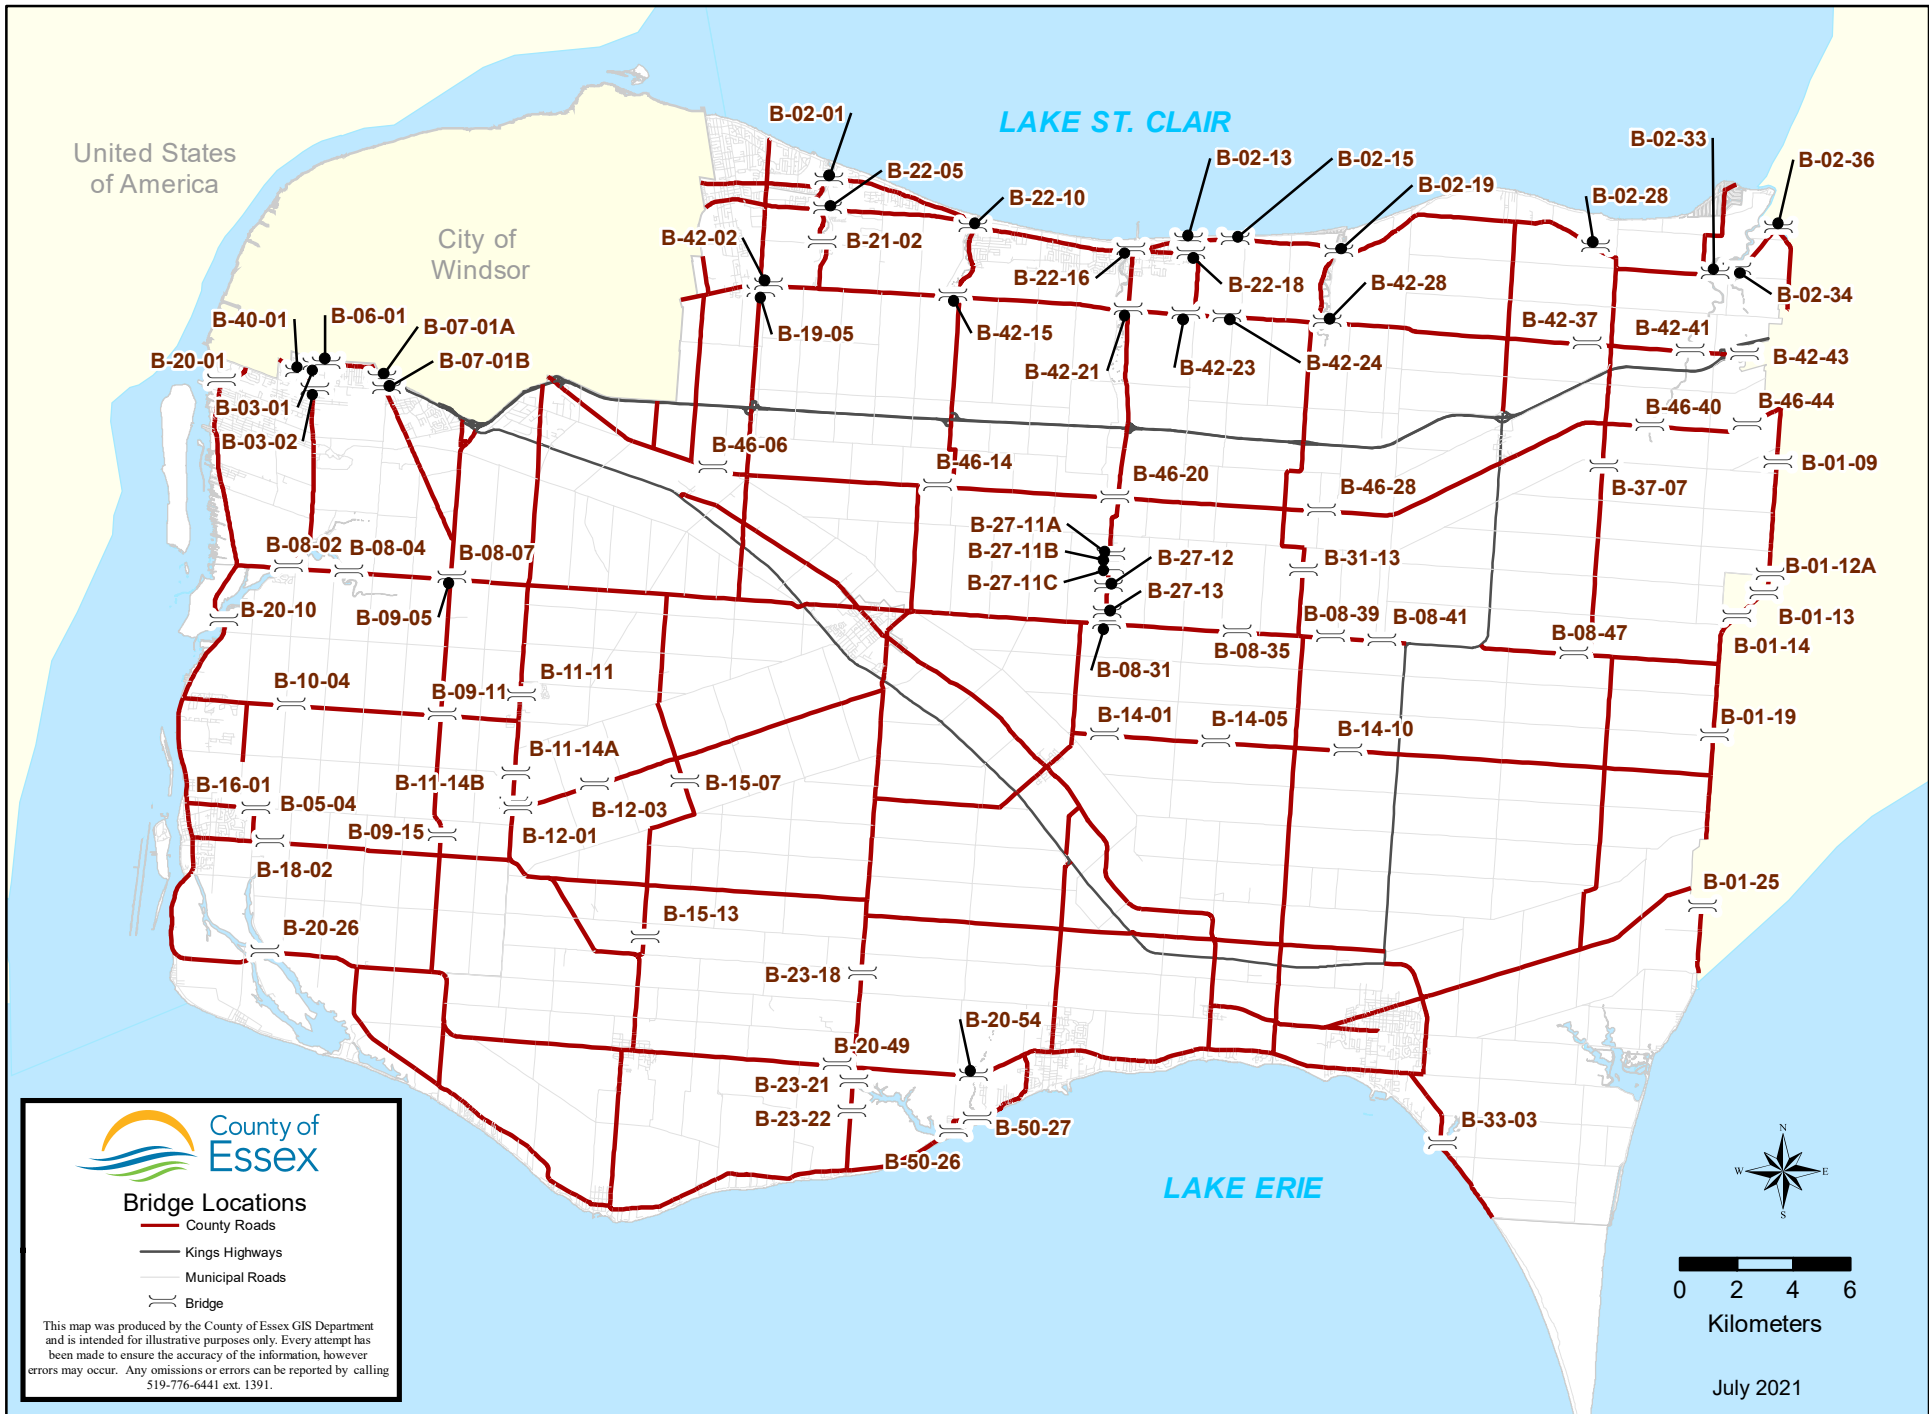 B-02-01
LAKE ST. CLAIR
United States
of America
B-02-33
B-02-13
B-02-15
B-02-36
B-22-05
B-02-19
B-02-28
B-22-10
City of
Windsor
B-42-02
B-21-02
B-22-16
B-22-18
B-42-28
B-02-34
B-40-01
B-06-01
B-07-01A
B-19-05
B-42-15
B-42-37
B-42-41
B-20-01
B-07-01B
B-42-21
B-42-23
B-42-24
B-42-43
B-03-01
B-03-02
B-46-40
B-46-44
B-46-06
B-46-14
B-46-20
B-46-28
B-37-07
B-01-09
B-27-11A
B-27-11B
B-27-11C
B-27-12
B-27-13
B-08-02
B-08-04
B-08-07
B-31-13
B-01-12A
B-20-10
B-09-05
B-08-39
B-08-41
B-01-13
B-08-31
B-08-35
B-08-47
B-01-14
B-10-04
B-09-11
B-11-11
B-14-01
B-14-05
B-14-10
B-01-19
B-11-14A
B-16-01
B-05-04
B-11-14B
B-12-03
B-15-07
B-09-15
B-12-01
B-18-02
B-01-25
B-20-26
B-15-13
B-23-18
B-20-54
B-20-49
B-23-21
B-23-22
B-50-27
B-50-26
B-33-03
LAKE ERIE
County of
Essex
Bridge Locations
County Roads
Kings Highways
Municipal Roads
Bridge
This map was produced by the County of Essex GIS Department
and is intended for illustrative purposes only. Every attempt has
been made to ensure the accuracy of the information, however
errors may occur. Any omissions or errors can be reported by calling
519-776-6441 ext. 1391.
N
W E
S
0 2 4 6
Kilometers
July 2021